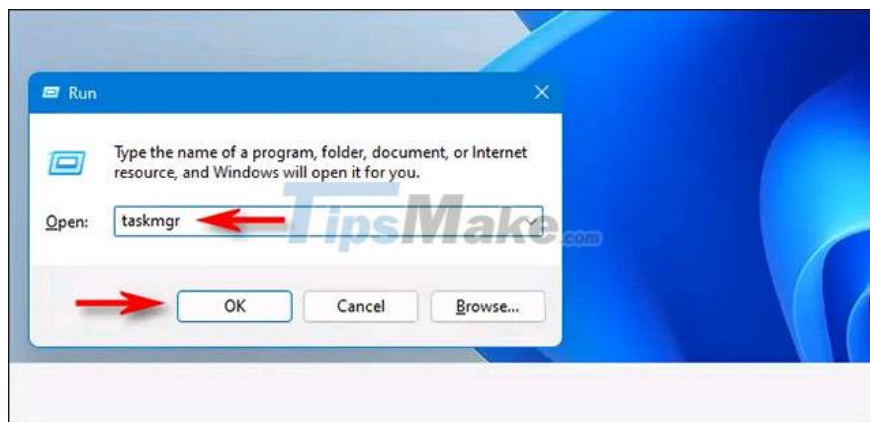 Run
Type the name of a program, folder, document, or Internet
resource, and Windows will open it for you.
Open: taskmgr
TipsMake.com
OK Cancel Browse...